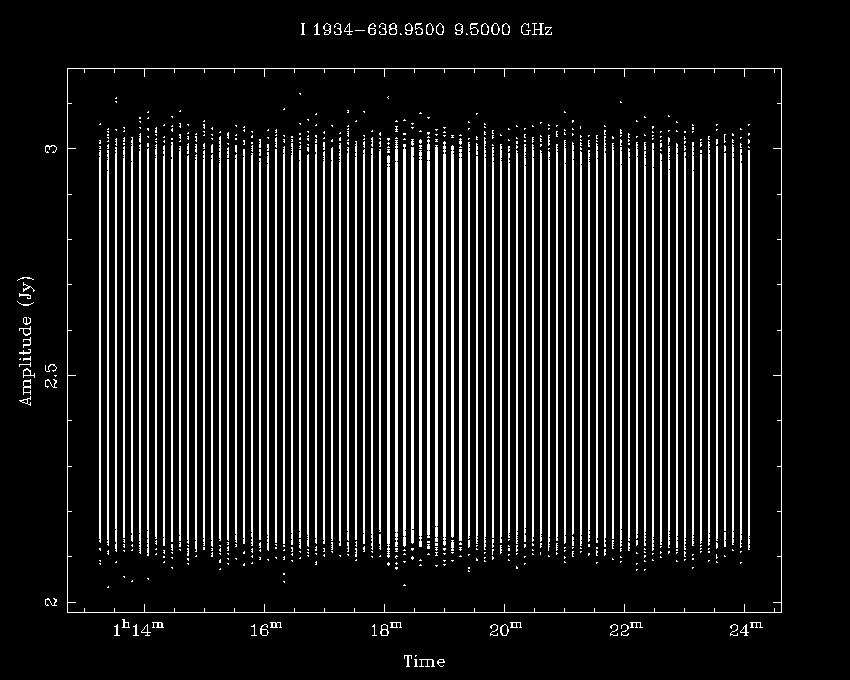 I 1934−638.9500 9.5000 GHz
Amplitude (Jy)
3
2.5
2
1ʰ14ᵐ 16ᵐ 18ᵐ 20ᵐ 22ᵐ 24ᵐ
Time